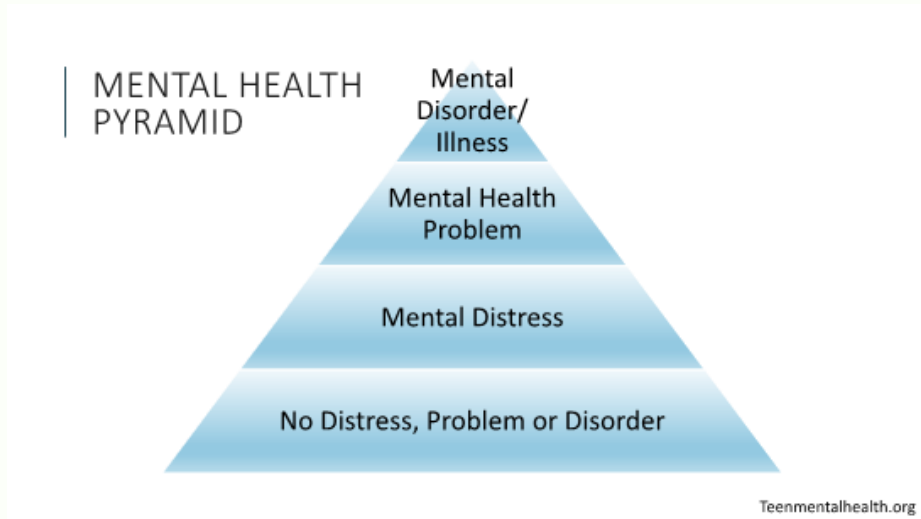 MENTAL HEALTH
PYRAMID
Mental
Disorder/
Illness
Mental Health
Problem
Mental Distress
No Distress, Problem or Disorder
Teenmentalhealth.org